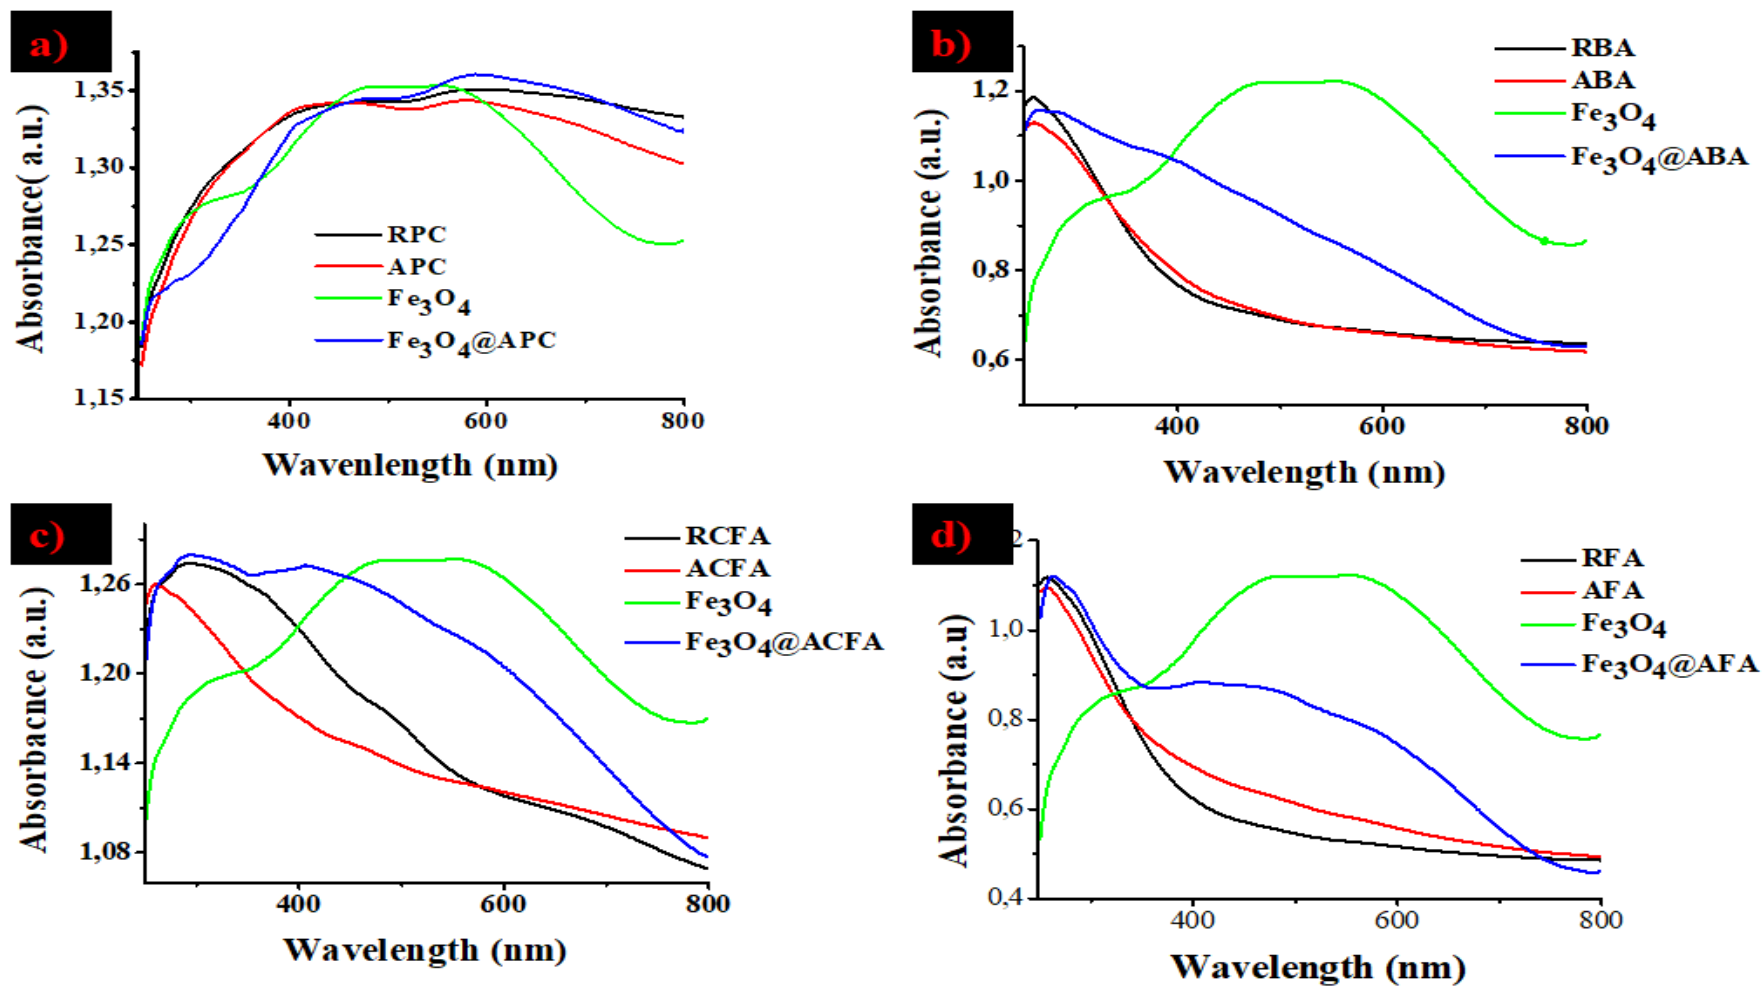 a)
Absorbance( a.u.)
1,35
1,30
1,25
1,20
1,15
400
600
800
Wavenlength (nm)
RPC
APC
Fe3O4
Fe3O4@APC
b)
Absorbance (a.u.)
1,2
1,0
0,8
0,6
400
600
800
Wavelength (nm)
RBA
ABA
Fe3O4
Fe3O4@ABA
c)
Absorbacnce (a.u.)
1,26
1,20
1,14
1,08
400
600
800
Wavelength (nm)
RCFA
ACFA
Fe3O4
Fe3O4@ACFA
d)
Absorbance (a.u)
2
1,0
0,8
0,6
0,4
400
600
800
Wavelength (nm)
RFA
AFA
Fe3O4
Fe3O4@AFA